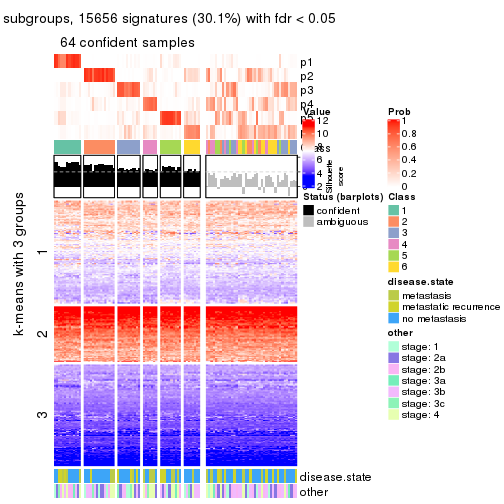 subgroups, 15656 signatures (30.1%) with fdr < 0.05
64 confident samples
p1
p2
p3
p4
Value
12
10
8
6
4
2
Silhouette
score
Prob
1
0.8
0.6
0.4
0.2
0
Status (barplots)
confident
ambiguous
Class
1
2
3
4
5
6
disease.state
metastasis
metastatic recurrence
no metastasis
other
stage: 1
stage: 2a
stage: 2b
stage: 3a
stage: 3b
stage: 3c
stage: 4
k-means with 3 groups
1
2
3
disease.state
other